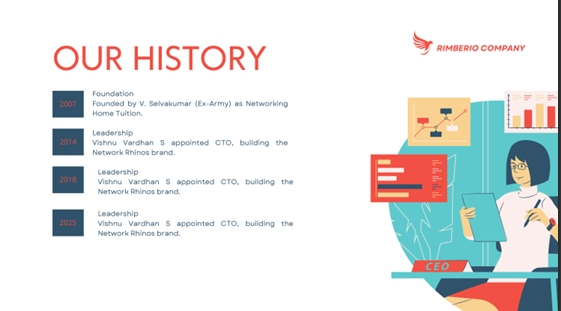 OUR HISTORY
RIMBERIO COMPANY
2007
Foundation
Founded by V. Selvakumar (Ex-Army) as Networking
Home Tuition.
2014
Leadership
Vishnu Vardhan S appointed CTO, building the
Network Rhinos brand.
2018
Leadership
Vishnu Vardhan S appointed CTO, building the
Network Rhinos brand.
2025
Leadership
Vishnu Vardhan S appointed CTO, building the
Network Rhinos brand.
CEO